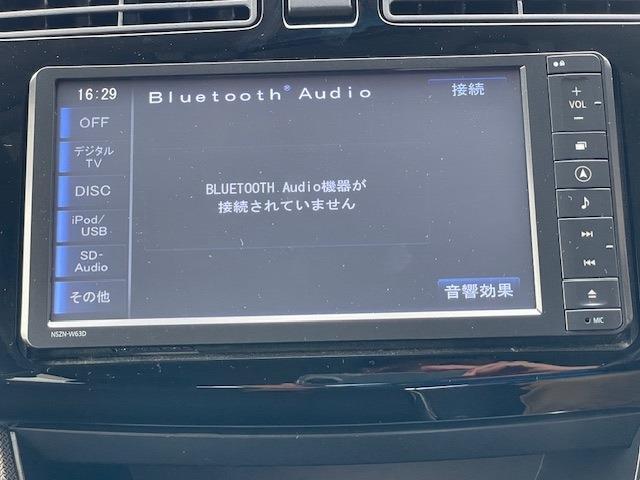 16:29
Bluetooth® Audio
接続
OFF
デジタル
TV
DISC
iPod/
USB
SD-
Audio
その他
BLUETOOTH Audio機器が
接続されていません
音響効果
NSZN-W63D
+
VOL
−
MIC